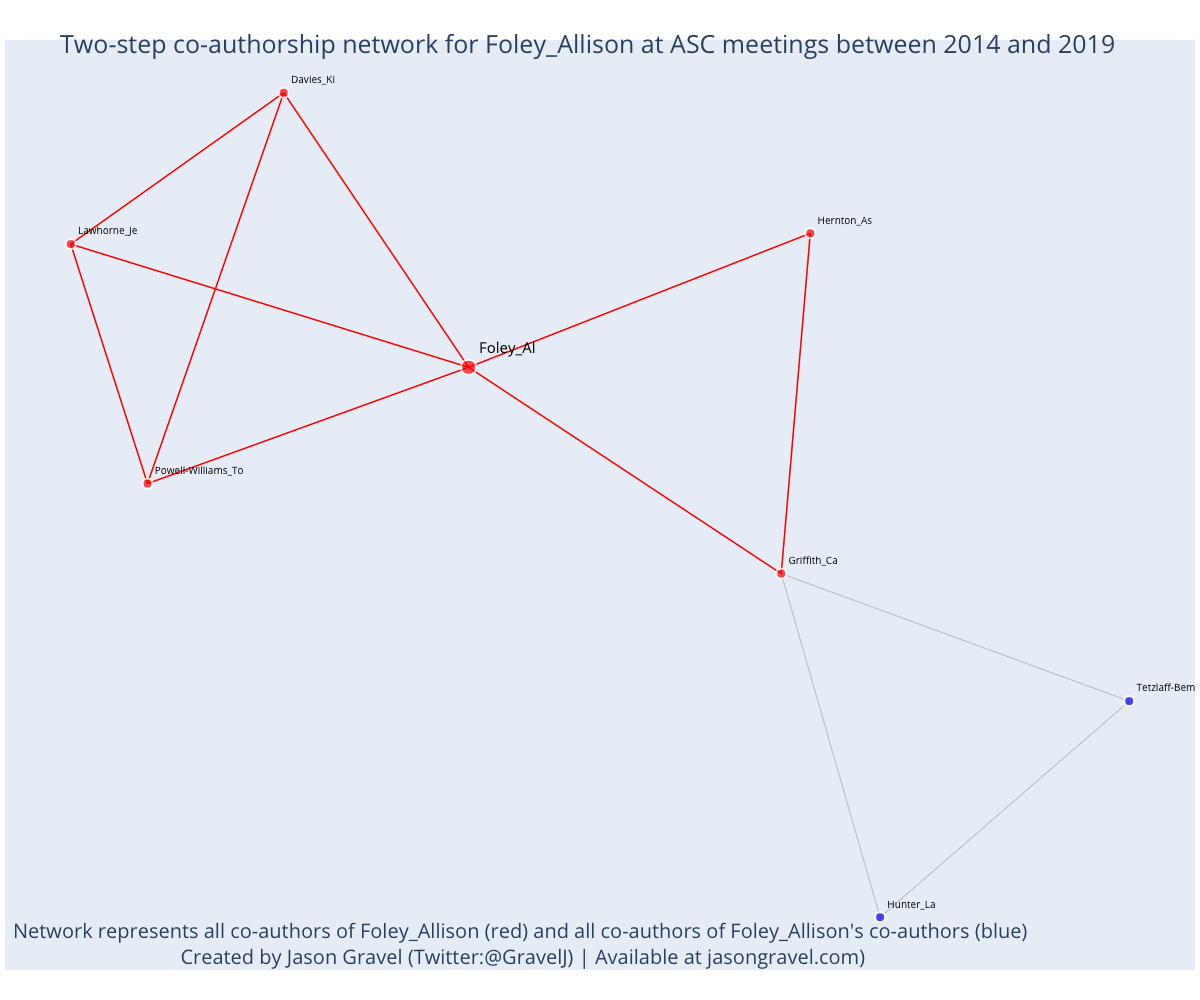 Two-step co-authorship network for Foley_Allison at ASC meetings between 2014 and 2019
Davies_Ki
Hernton_As
Lawhorne_Je
Foley_Al
Powell-Williams_To
Griffith_Ca
Tetzlaff-Bem
Hunter_La
Network represents all co-authors of Foley_Allison (red) and all co-authors of Foley_Allison's co-authors (blue)
Created by Jason Gravel (Twitter:@GravelJ) | Available at jasongravel.com)